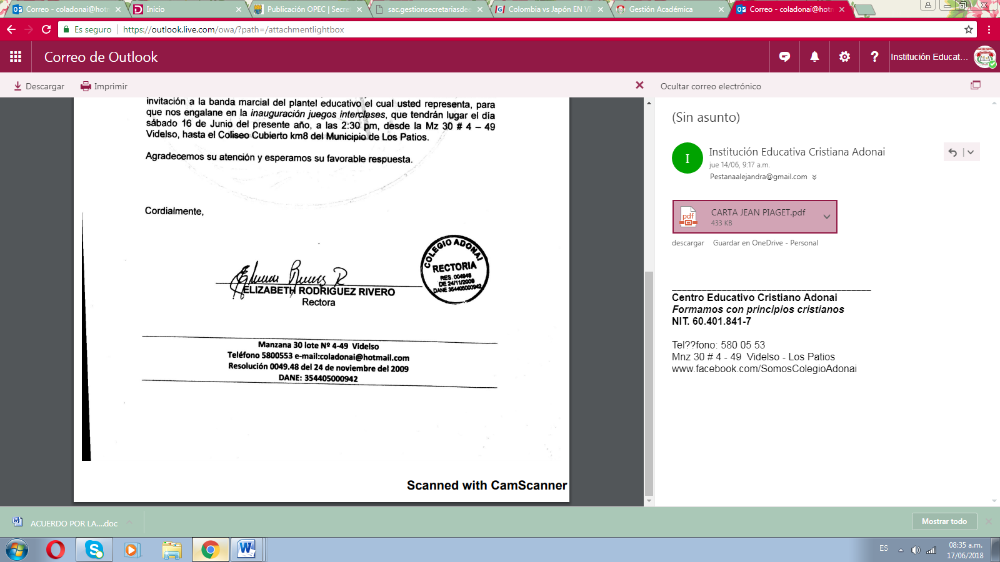 Correo - coladonai@hotm
Inicio
Publicación OPEC | Secre
sac.gestionsecretariasdee
Colombia vs Japón EN VI
Gestión Académica
Correo - coladonai@hotm
Es seguro
https://outlook.live.com/owa/?path=/attachmentlightbox
Correo de Outlook
Institución Educat...
Descargar
Imprimir
Ocultar correo electrónico
invitación a la banda marcial del plantel educativo el cual usted representa, para
que nos engalane en la inauguración juegos interclases, que tendrán lugar el día
sábado 16 de Junio del presente año, a las 2:30 pm, desde la Mz 30 # 4 – 49
Videlso, hasta el Coliseo Cubierto km8 del Municipio de Los Patios.
Agradecemos su atención y esperamos su favorable respuesta.
Cordialmente,
COLEGIO ADONAI
RECTORIA
RES. 004948
DE 24/11/2009
DANE 354405000942
ELIZABETH RODRIGUEZ RIVERO
Rectora
Manzana 30 lote Nº 4-49 Videlso
Teléfono 5800553 e-mail:coladonai@hotmail.com
Resolución 0049.48 del 24 de noviembre del 2009
DANE: 354405000942
Scanned with CamScanner
(Sin asunto)
I
Institución Educativa Cristiana Adonai
jue 14/06, 9:17 a.m.
Pestanaalejandra@gmail.com
pdf
CARTA JEAN PIAGET.pdf
433 KB
descargar
Guardar en OneDrive - Personal
Centro Educativo Cristiano Adonai
Formamos con principios cristianos
NIT. 60.401.841-7
Tel??fono: 580 05 53
Mnz 30 # 4 - 49 Videlso - Los Patios
www.facebook.com/SomosColegioAdonai
ACUERDO POR LA....doc
Mostrar todo
ES
08:35 a.m.
17/06/2018